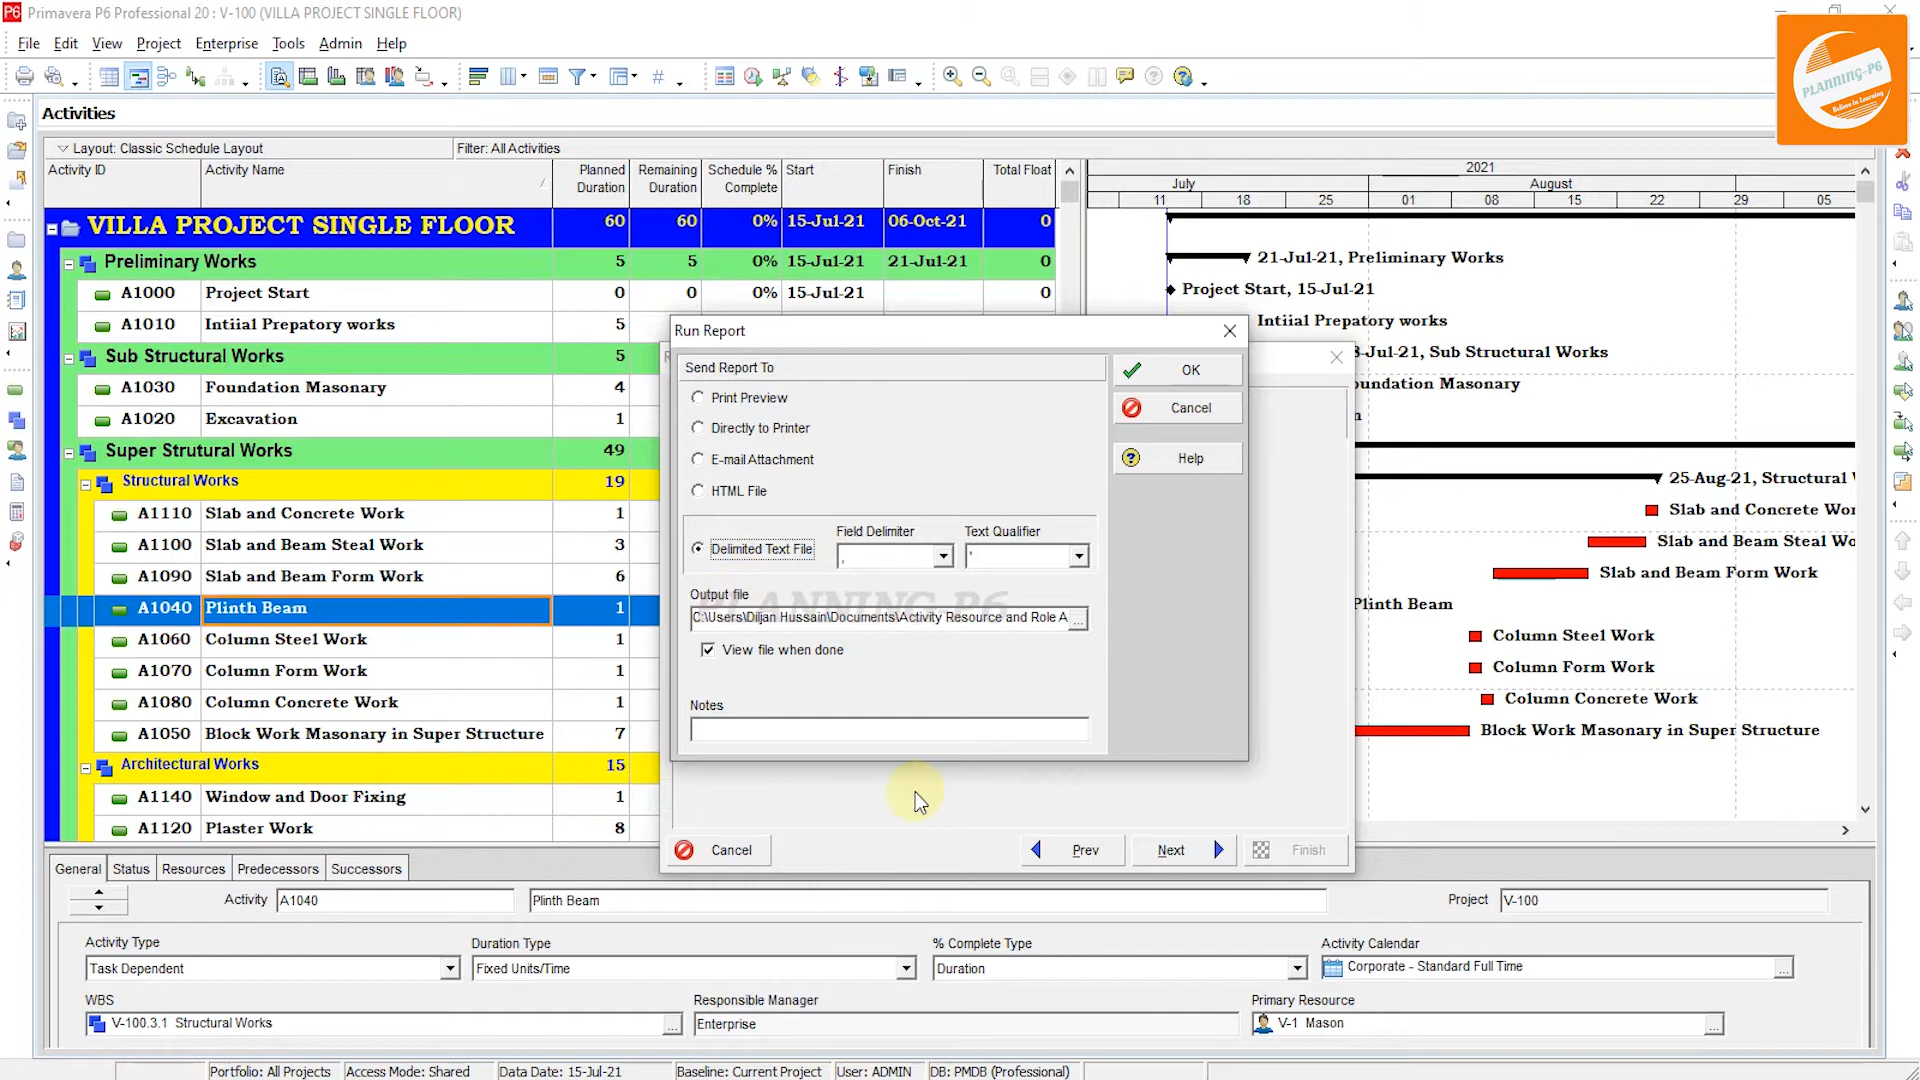 Primavera P6 Professional 20 : V-100 (VILLA PROJECT SINGLE FLOOR)
File Edit View Project Enterprise Tools Admin Help
PLANNING-P6
Believe In Learning
Activities
Layout: Classic Schedule Layout Filter: All Activities
Activity ID Activity Name Planned Duration Remaining Duration Schedule % Complete Start Finish Total Float
2021
July August
11 18 25 01 08 15 22 29 05
VILLA PROJECT SINGLE FLOOR 60 60 0% 15-Jul-21 06-Oct-21 0
Preliminary Works 5 5 0% 15-Jul-21 21-Jul-21 0
21-Jul-21, Preliminary Works
A1000 Project Start 0 0 0% 15-Jul-21 0
Project Start, 15-Jul-21
A1010 Intiial Prepatory works 5
Intiial Prepatory works
Sub Structural Works 5
-Jul-21, Sub Structural Works
A1030 Foundation Masonary 4
oundation Masonary
A1020 Excavation 1
n
Super Strutural Works 49
Structural Works 19
25-Aug-21, Structural
A1110 Slab and Concrete Work 1
Slab and Concrete Wor
A1100 Slab and Beam Steal Work 3
Slab and Beam Steal Wo
A1090 Slab and Beam Form Work 6
Slab and Beam Form Work
A1040 Plinth Beam 1
Plinth Beam
A1060 Column Steel Work 1
Column Steel Work
A1070 Column Form Work 1
Column Form Work
A1080 Column Concrete Work 1
Column Concrete Work
A1050 Block Work Masonary in Super Structure 7
Block Work Masonary in Super Structure
Architectural Works 15
A1140 Window and Door Fixing 1
A1120 Plaster Work 8
Run Report
Send Report To
Print Preview
Directly to Printer
E-mail Attachment
HTML File
Delimited Text File
Field Delimiter
,
Text Qualifier
'
Output file
PLANNING-P6
C:\Users\Diljan Hussain\Documents\Activity Resource and Role A ...
View file when done
Notes
OK
Cancel
Help
Cancel Prev Next Finish
General Status Resources Predecessors Successors
Activity A1040 Plinth Beam Project V-100
Activity Type Duration Type % Complete Type Activity Calendar
Task Dependent Fixed Units/Time Duration Corporate - Standard Full Time ...
WBS Responsible Manager Primary Resource
V-100.3.1 Structural Works ... Enterprise V-1 Mason ...
Portfolio: All Projects Access Mode: Shared Data Date: 15-Jul-21 Baseline: Current Project User: ADMIN DB: PMDB (Professional)